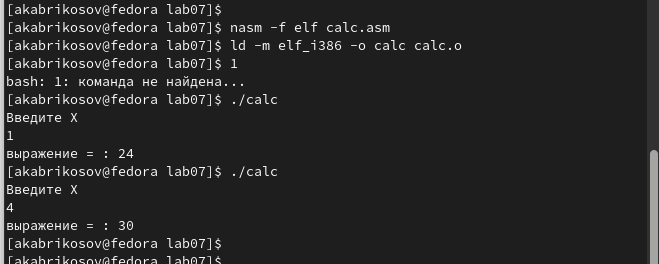 [akabrikosov@fedora lab07]$
[akabrikosov@fedora lab07]$ nasm -f elf calc.asm
[akabrikosov@fedora lab07]$ ld -m elf_i386 -o calc calc.o
[akabrikosov@fedora lab07]$ 1
bash: 1: команда не найдена...
[akabrikosov@fedora lab07]$ ./calc
Введите X
1
выражение = : 24
[akabrikosov@fedora lab07]$ ./calc
Введите X
4
выражение = : 30
[akabrikosov@fedora lab07]$
[akabrikosov@fedora lab07]$